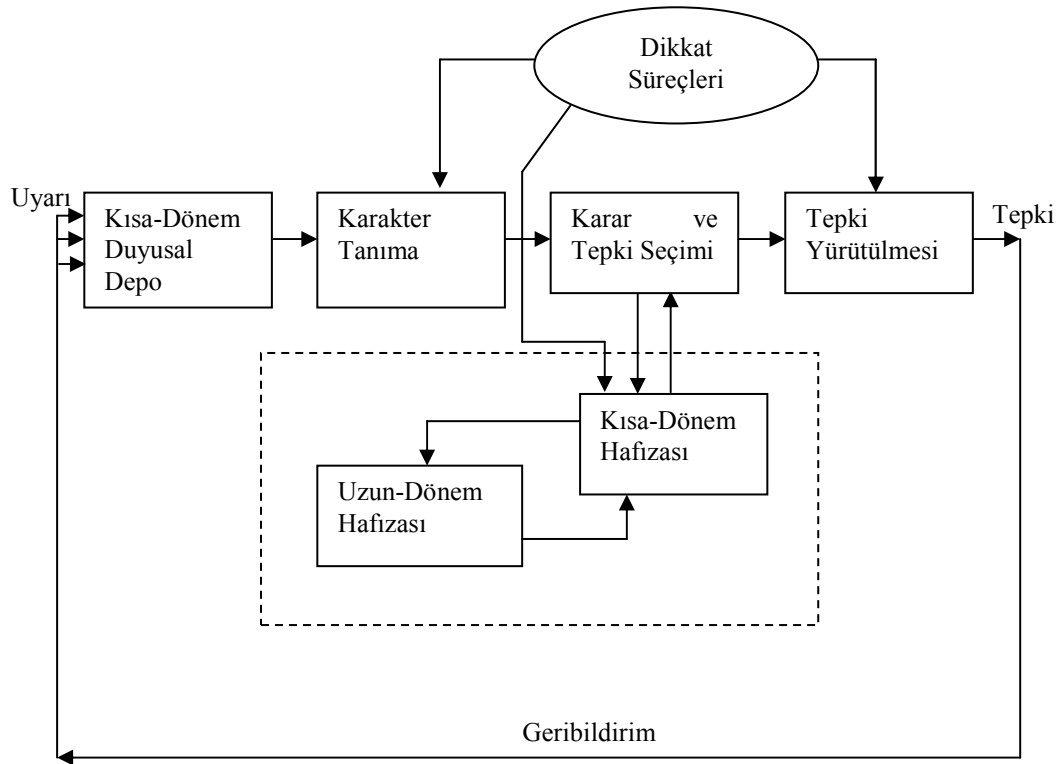 Dikkat
Süreçleri
Uyarı
Kısa-Dönem
Duyusal
Depo
Karakter
Tanıma
Karar ve
Tepki Seçimi
Tepki
Yürütülmesi
Tepki
Kısa-Dönem
Hafızası
Uzun-Dönem
Hafızası
Geribildirim